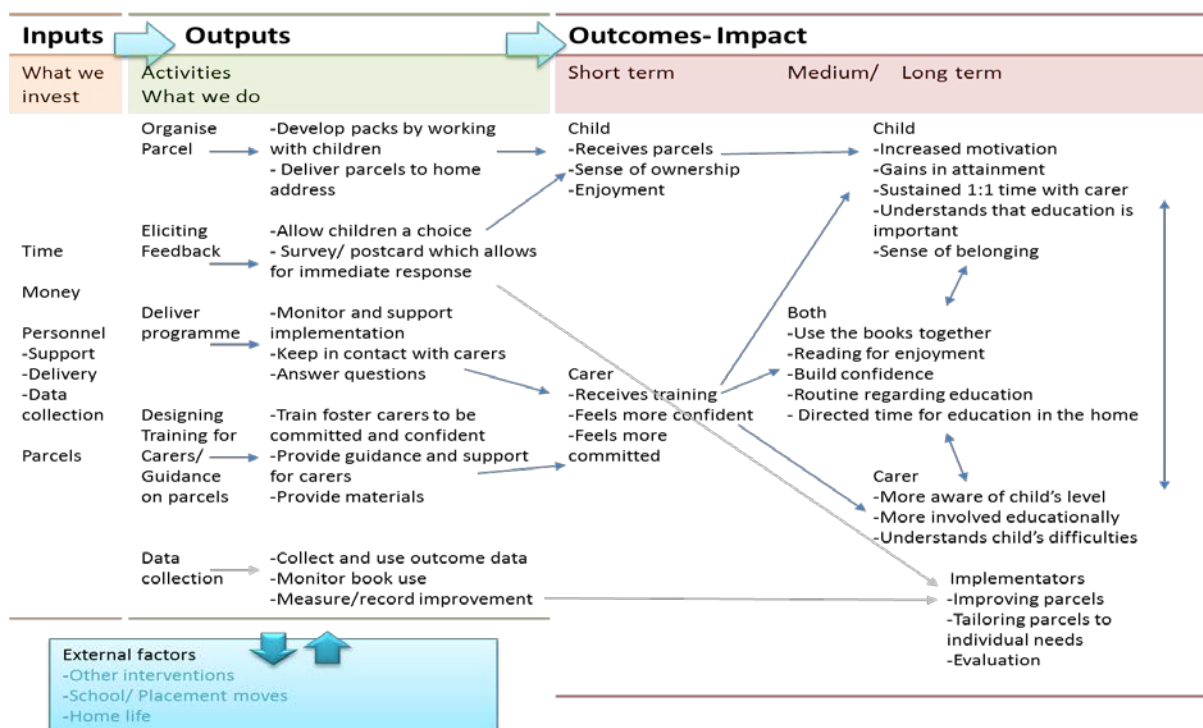 Inputs
Outputs
Outcomes- Impact
What we
invest
Activities
What we do
Short term
Medium/
Long term
Time
Money
Personnel
-Support
-Delivery
-Data
collection
Parcels
Organise
Parcel
-Develop packs by working
with children
- Deliver parcels to home
address
Eliciting
Feedback
-Allow children a choice
- Survey/ postcard which allows
for immediate response
Deliver
programme
-Monitor and support
implementation
-Keep in contact with carers
-Answer questions
Designing
Training for
Carers/
Guidance
on parcels
-Train foster carers to be
committed and confident
-Provide guidance and support
for carers
-Provide materials
Data
collection
-Collect and use outcome data
-Monitor book use
-Measure/record improvement
Child
-Receives parcels
-Sense of ownership
-Enjoyment
Carer
-Receives training
-Feels more confident
-Feels more
committed
Child
-Increased motivation
-Gains in attainment
-Sustained 1:1 time with carer
-Understands that education is
important
-Sense of belonging
Both
-Use the books together
-Reading for enjoyment
-Build confidence
-Routine regarding education
- Directed time for education in the home
Carer
-More aware of child's level
-More involved educationally
-Understands child's difficulties
Implementators
-Improving parcels
-Tailoring parcels to
individual needs
-Evaluation
External factors
-Other interventions
-School/ Placement moves
-Home life